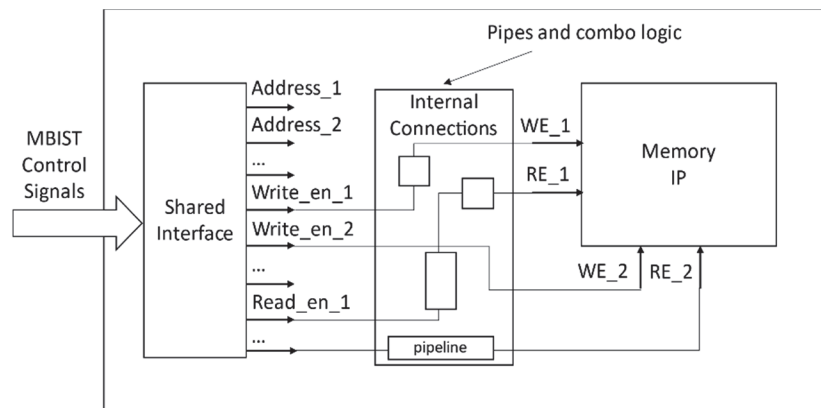 Pipes and combo logic
MBIST
Control
Signals
Shared
Interface
Address_1
Address_2
...
Write_en_1
Write_en_2
...
Read_en_1
...
Internal
Connections
pipeline
WE_1
RE_1
WE_2
RE_2
Memory
IP